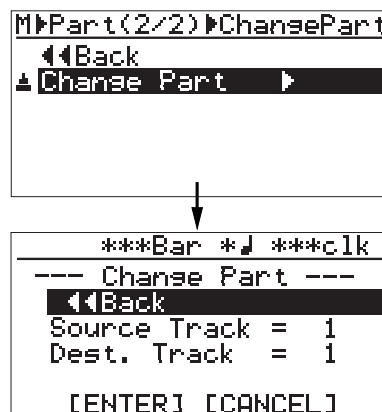 M▶Part(2/2)▶ChangePart
◀◀Back
Change Part ▶
***Bar *♩ ***clk
--- Change Part ---
◀◀Back
Source Track = 1
Dest. Track = 1
[ENTER] [CANCEL]